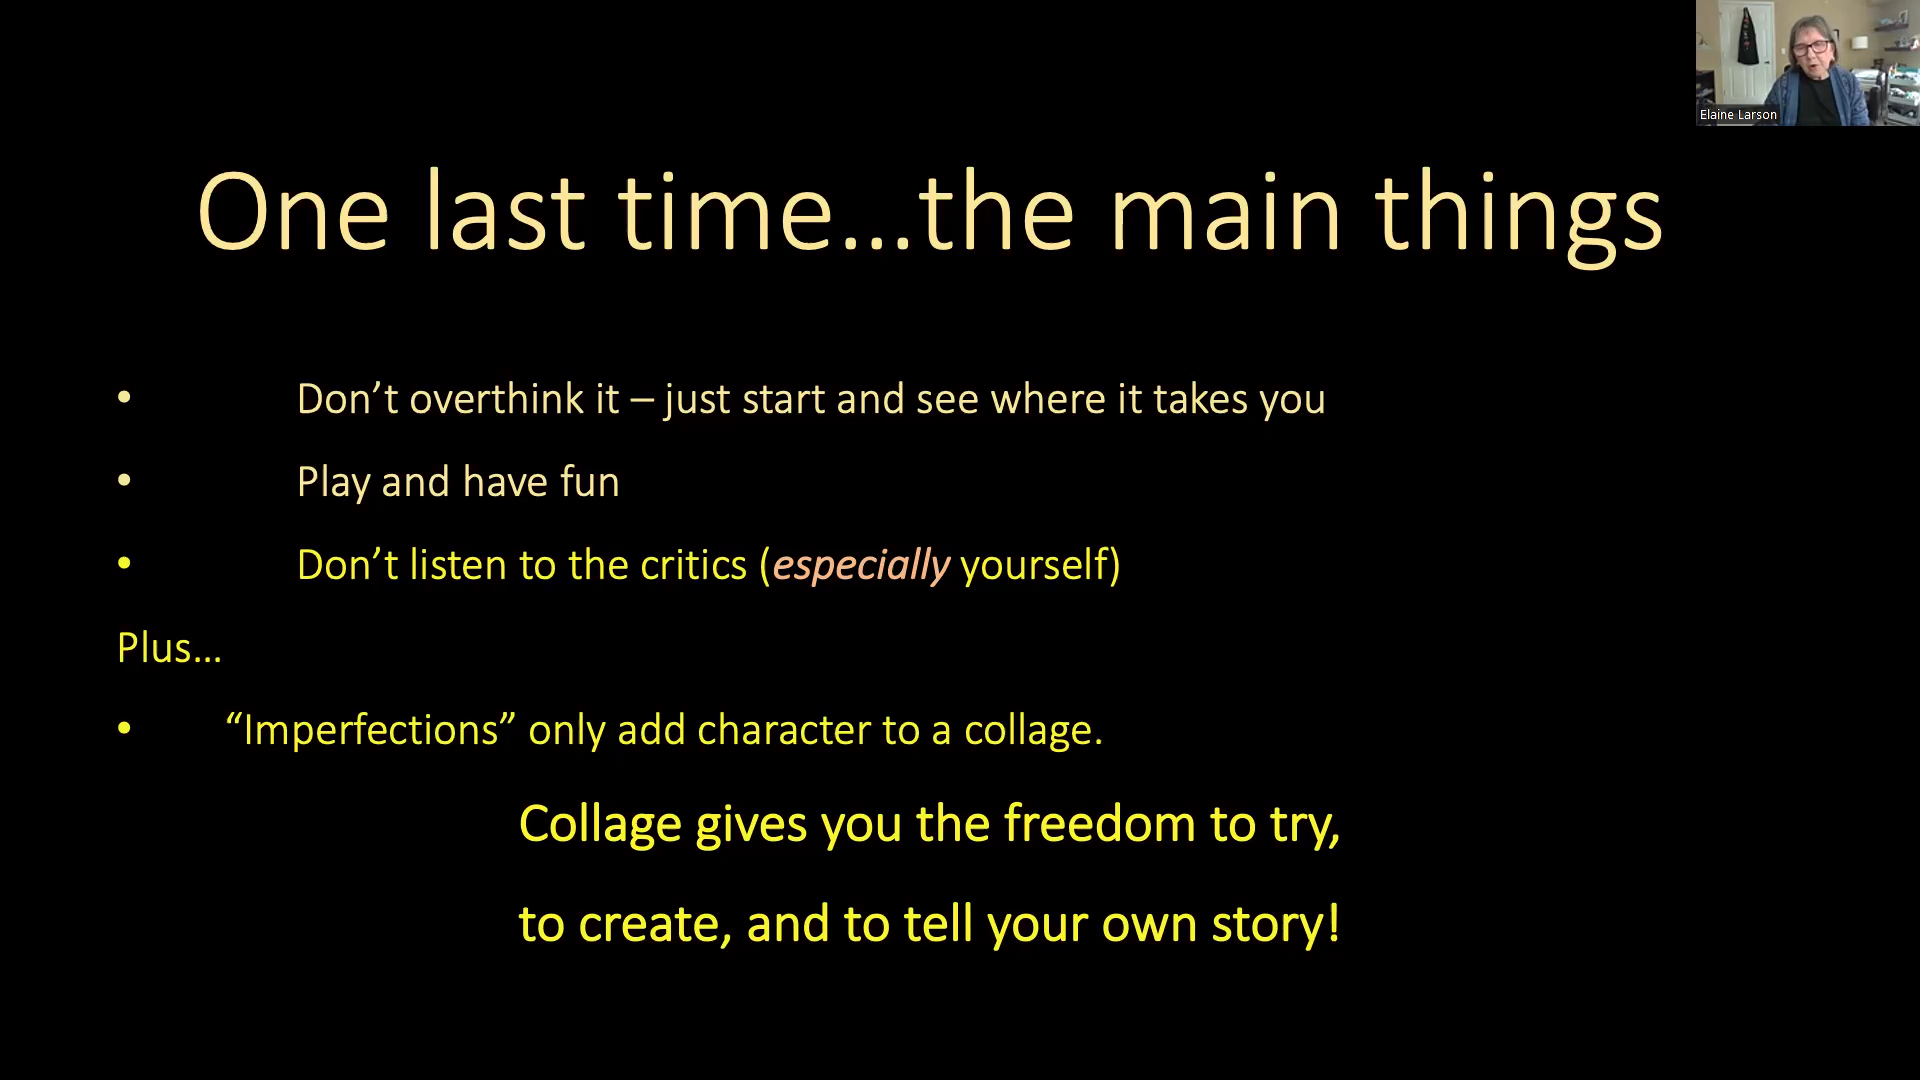 Elaine Larson
One last time...the main things
• Don’t overthink it – just start and see where it takes you
• Play and have fun
• Don’t listen to the critics (especially yourself)
Plus...
• “Imperfections” only add character to a collage.
Collage gives you the freedom to try,
to create, and to tell your own story!